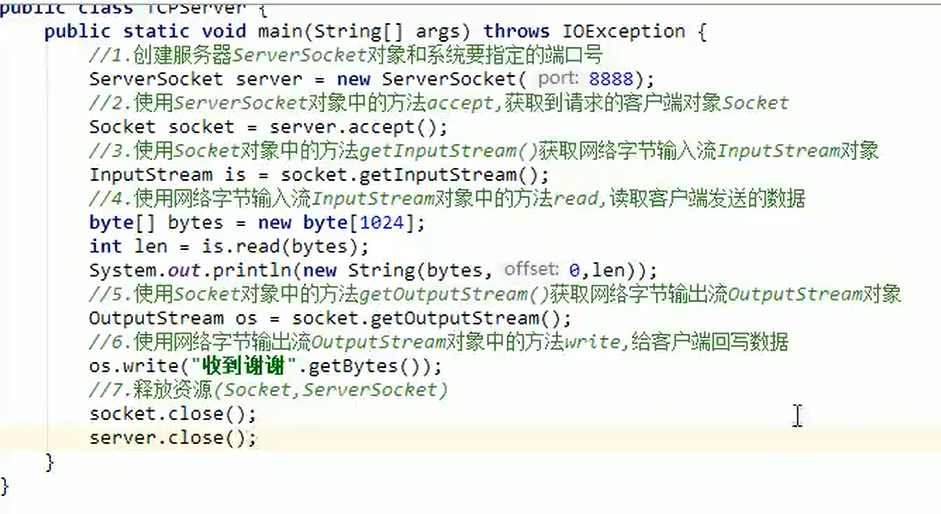 public class TCPServer {
public static void main(String[] args) throws IOException {
//1.创建服务器ServerSocket对象和系统要指定的端口号
ServerSocket server = new ServerSocket( port: 8888);
//2.使用ServerSocket对象中的方法accept,获取到请求的客户端对象Socket
Socket socket = server.accept();
//3.使用Socket对象中的方法getInputStream()获取网络字节输入流InputStream对象
InputStream is = socket.getInputStream();
//4.使用网络字节输入流InputStream对象中的方法read,读取客户端发送的数据
byte[] bytes = new byte[1024];
int len = is.read(bytes);
System.out.println(new String(bytes, offset: 0,len));
//5.使用Socket对象中的方法getOutputStream()获取网络字节输出流OutputStream对象
OutputStream os = socket.getOutputStream();
//6.使用网络字节输出流OutputStream对象中的方法write,给客户端回写数据
os.write("收到谢谢".getBytes());
//7.释放资源(Socket,ServerSocket)
socket.close();
server.close();
}
}